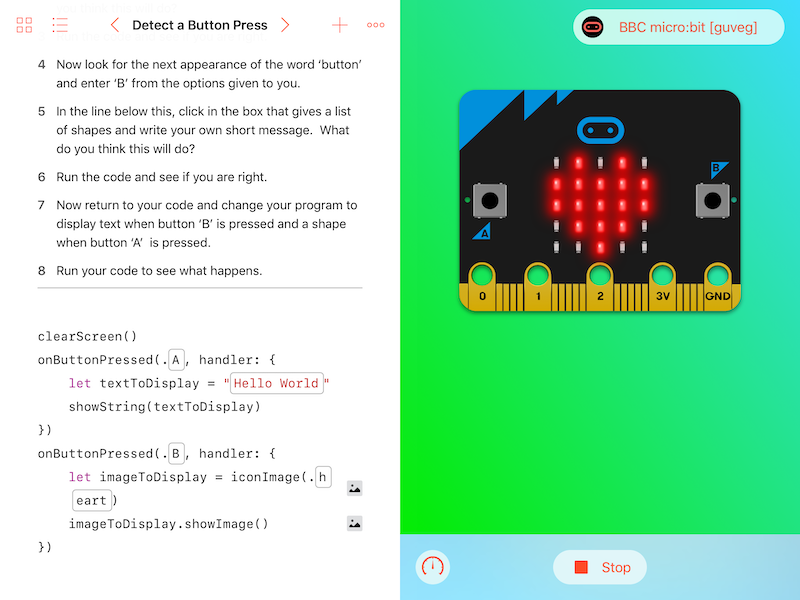 Detect a Button Press
BBC micro:bit [guveg]
4 Now look for the next appearance of the word ‘button’
and enter ‘B’ from the options given to you.
5 In the line below this, click in the box that gives a list
of shapes and write your own short message. What
do you think this will do?
6 Run the code and see if you are right.
7 Now return to your code and change your program to
display text when button ‘B’ is pressed and a shape
when button ‘A’ is pressed.
8 Run your code to see what happens.
clearScreen()
onButtonPressed(.A, handler: {
let textToDisplay = "Hello World"
showString(textToDisplay)
})
onButtonPressed(.B, handler: {
let imageToDisplay = iconImage(.h
eart)
imageToDisplay.showImage()
})
B
A
0 1 2 3V GND
Stop